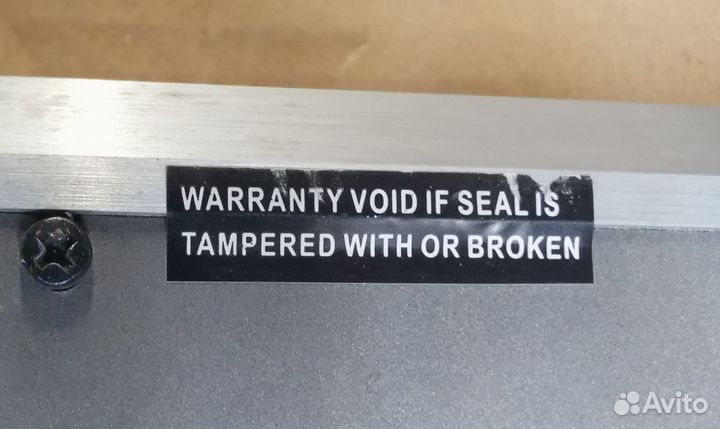 WARRANTY VOID IF SEAL IS
TAMPERED WITH OR BROKEN
Avito